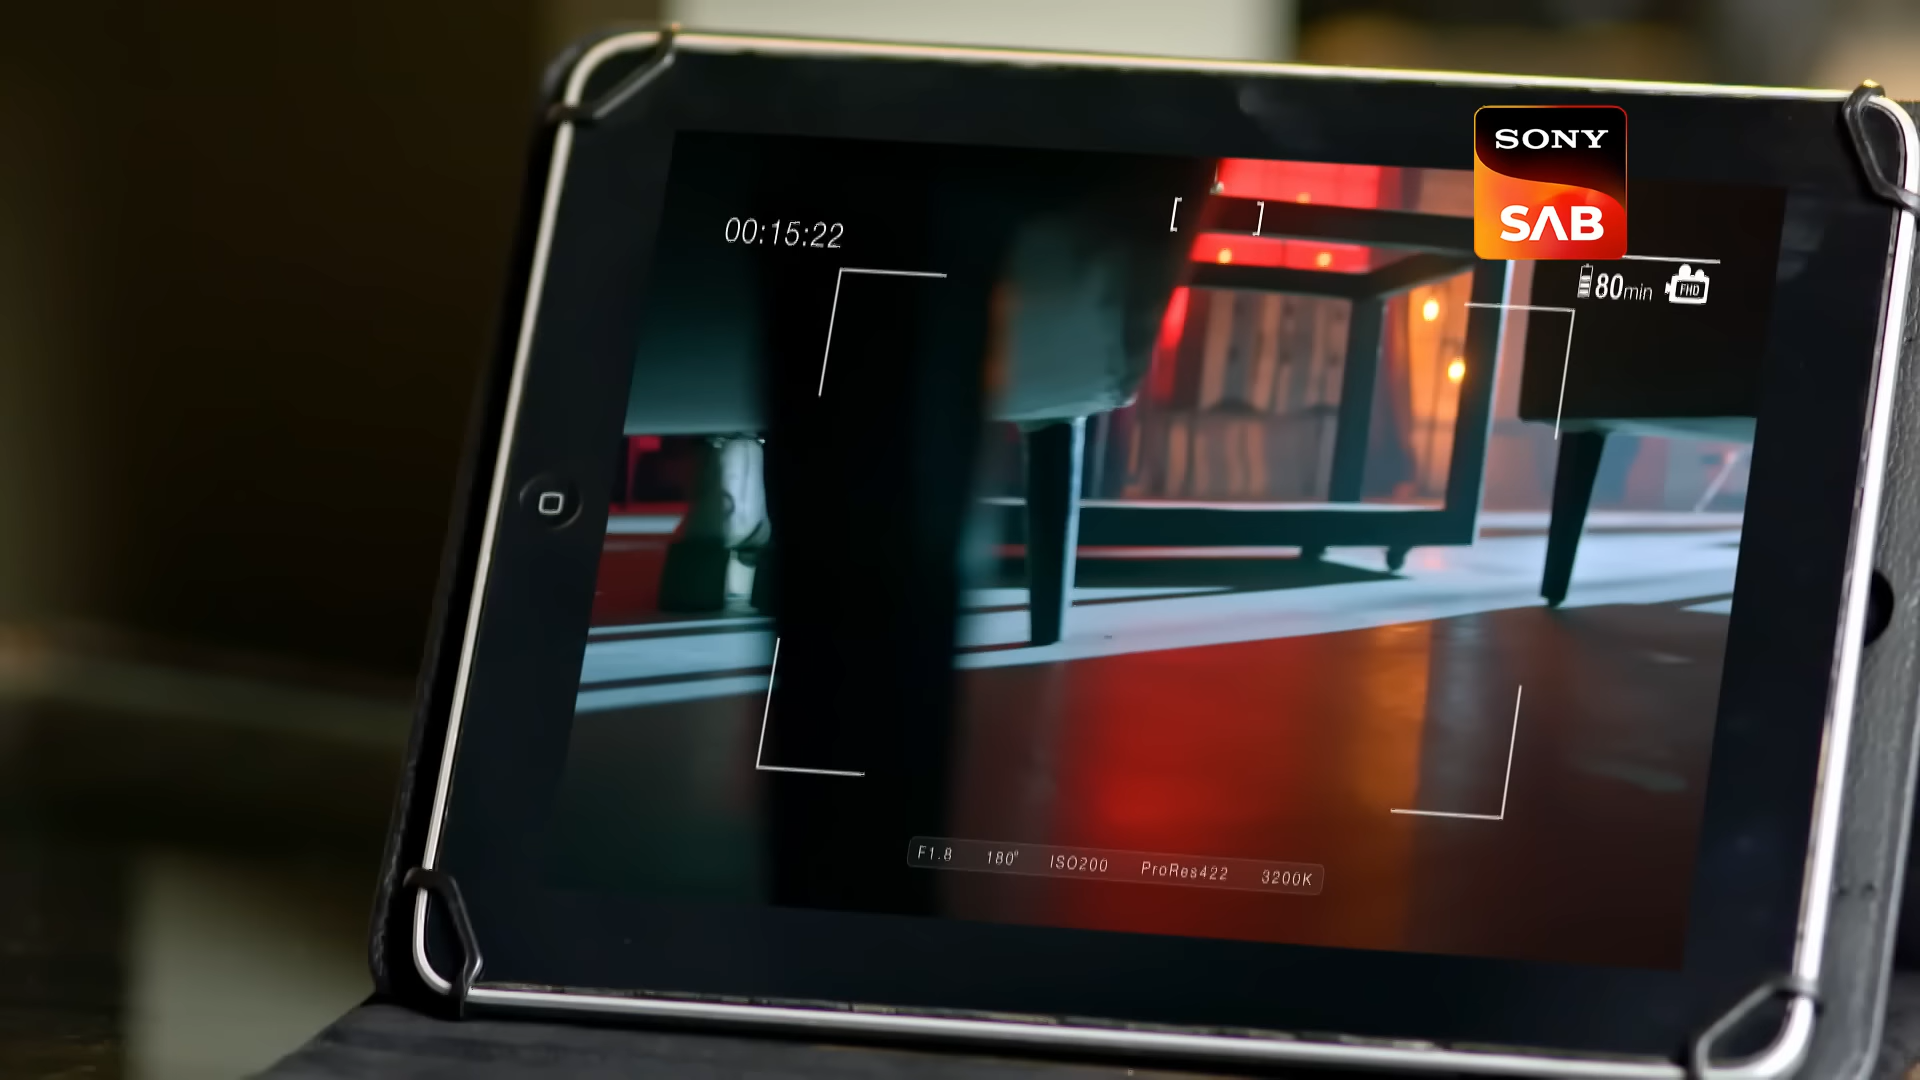 SONY
SAB
00:15:22
[ ]
80min
FHD
F1.8 180° ISO200 ProRes422 3200K